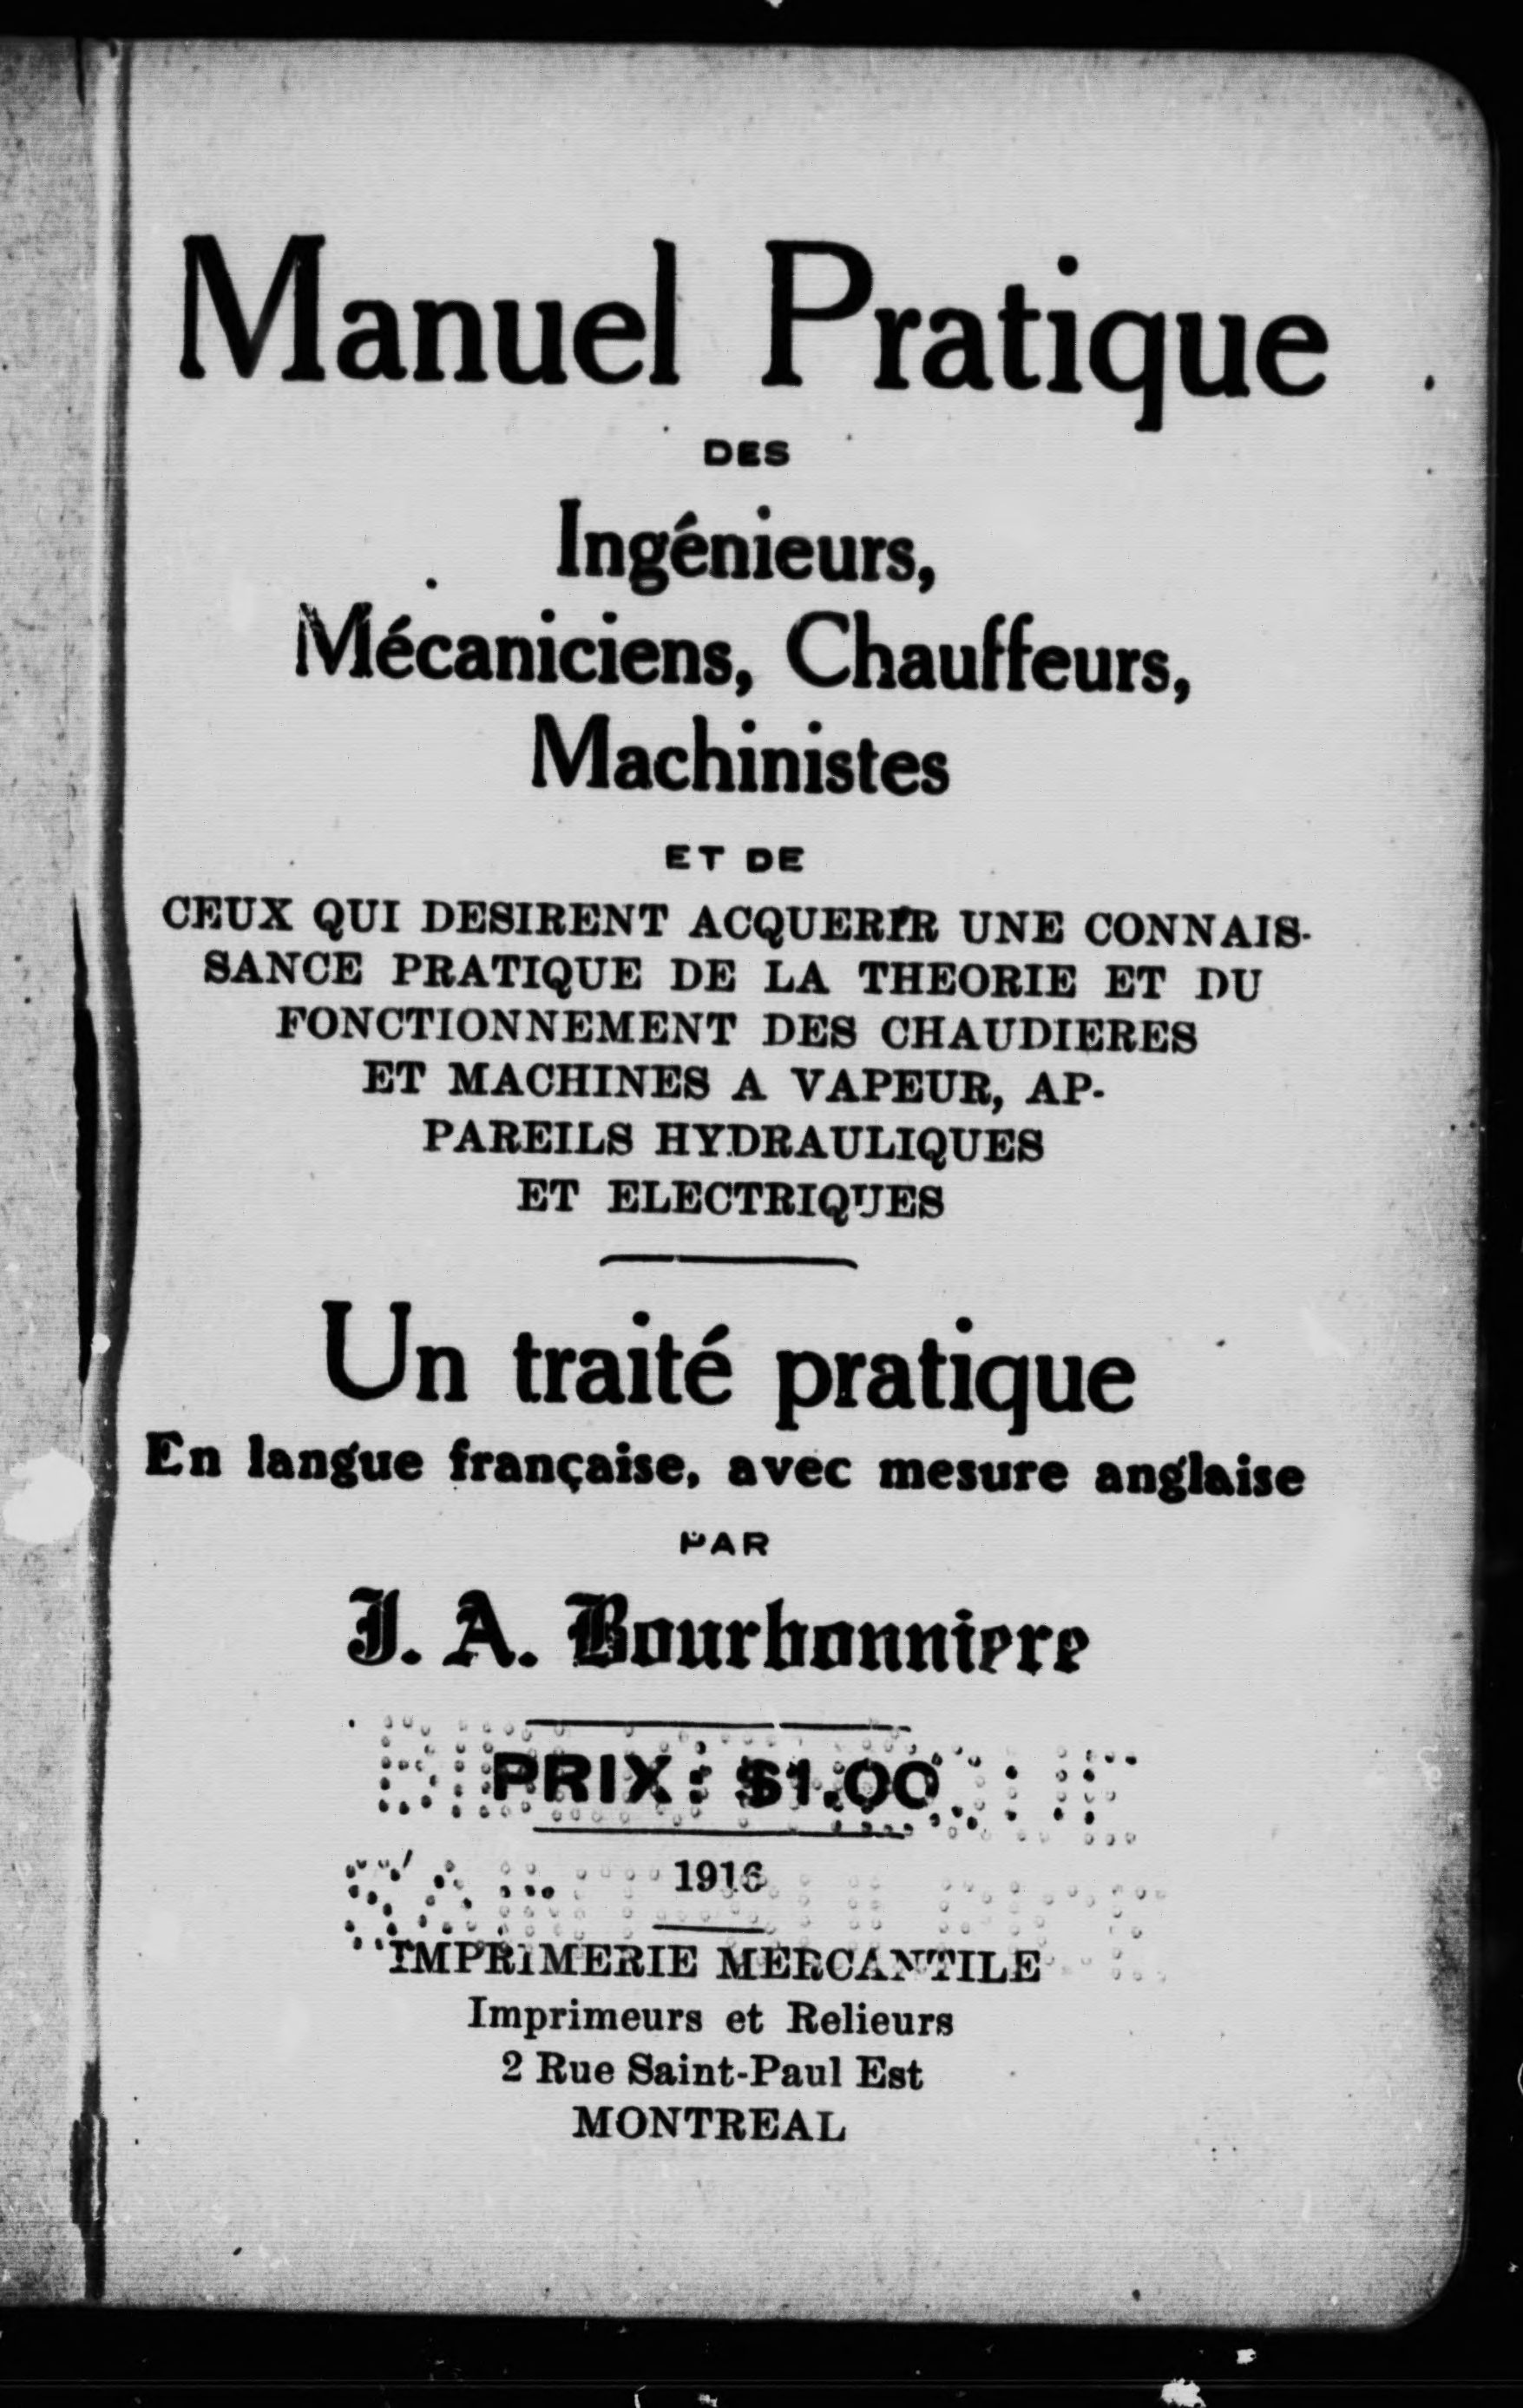 Manuel Pratique
DES
Ingénieurs,
Mécaniciens, Chauffeurs,
Machinistes
ET DE
CEUX QUI DESIRENT ACQUERIR UNE CONNAIS-
SANCE PRATIQUE DE LA THEORIE ET DU
FONCTIONNEMENT DES CHAUDIERES
ET MACHINES A VAPEUR, AP-
PAREILS HYDRAULIQUES
ET ELECTRIQUES
Un traité pratique
En langue française, avec mesure anglaise
PAR
J. A. Bourbonniere
PRIX: $1.00
1916
IMPRIMERIE MERCANTILE
Imprimeurs et Relieurs
2 Rue Saint-Paul Est
MONTREAL